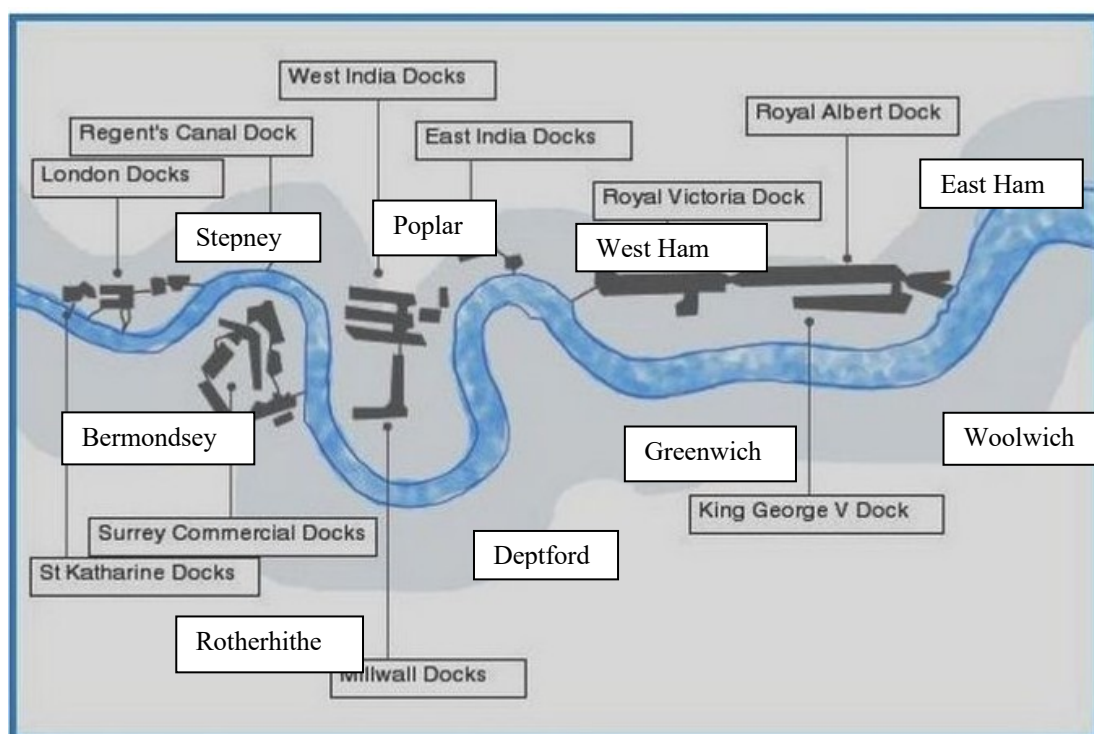 West India Docks
Royal Albert Dock
Regent's Canal Dock
East India Docks
London Docks
East Ham
Royal Victoria Dock
Poplar
Stepney
West Ham
Bermondsey
Woolwich
Greenwich
King George V Dock
Surrey Commercial Docks
Deptford
St Katharine Docks
Rotherhithe
Millwall Docks